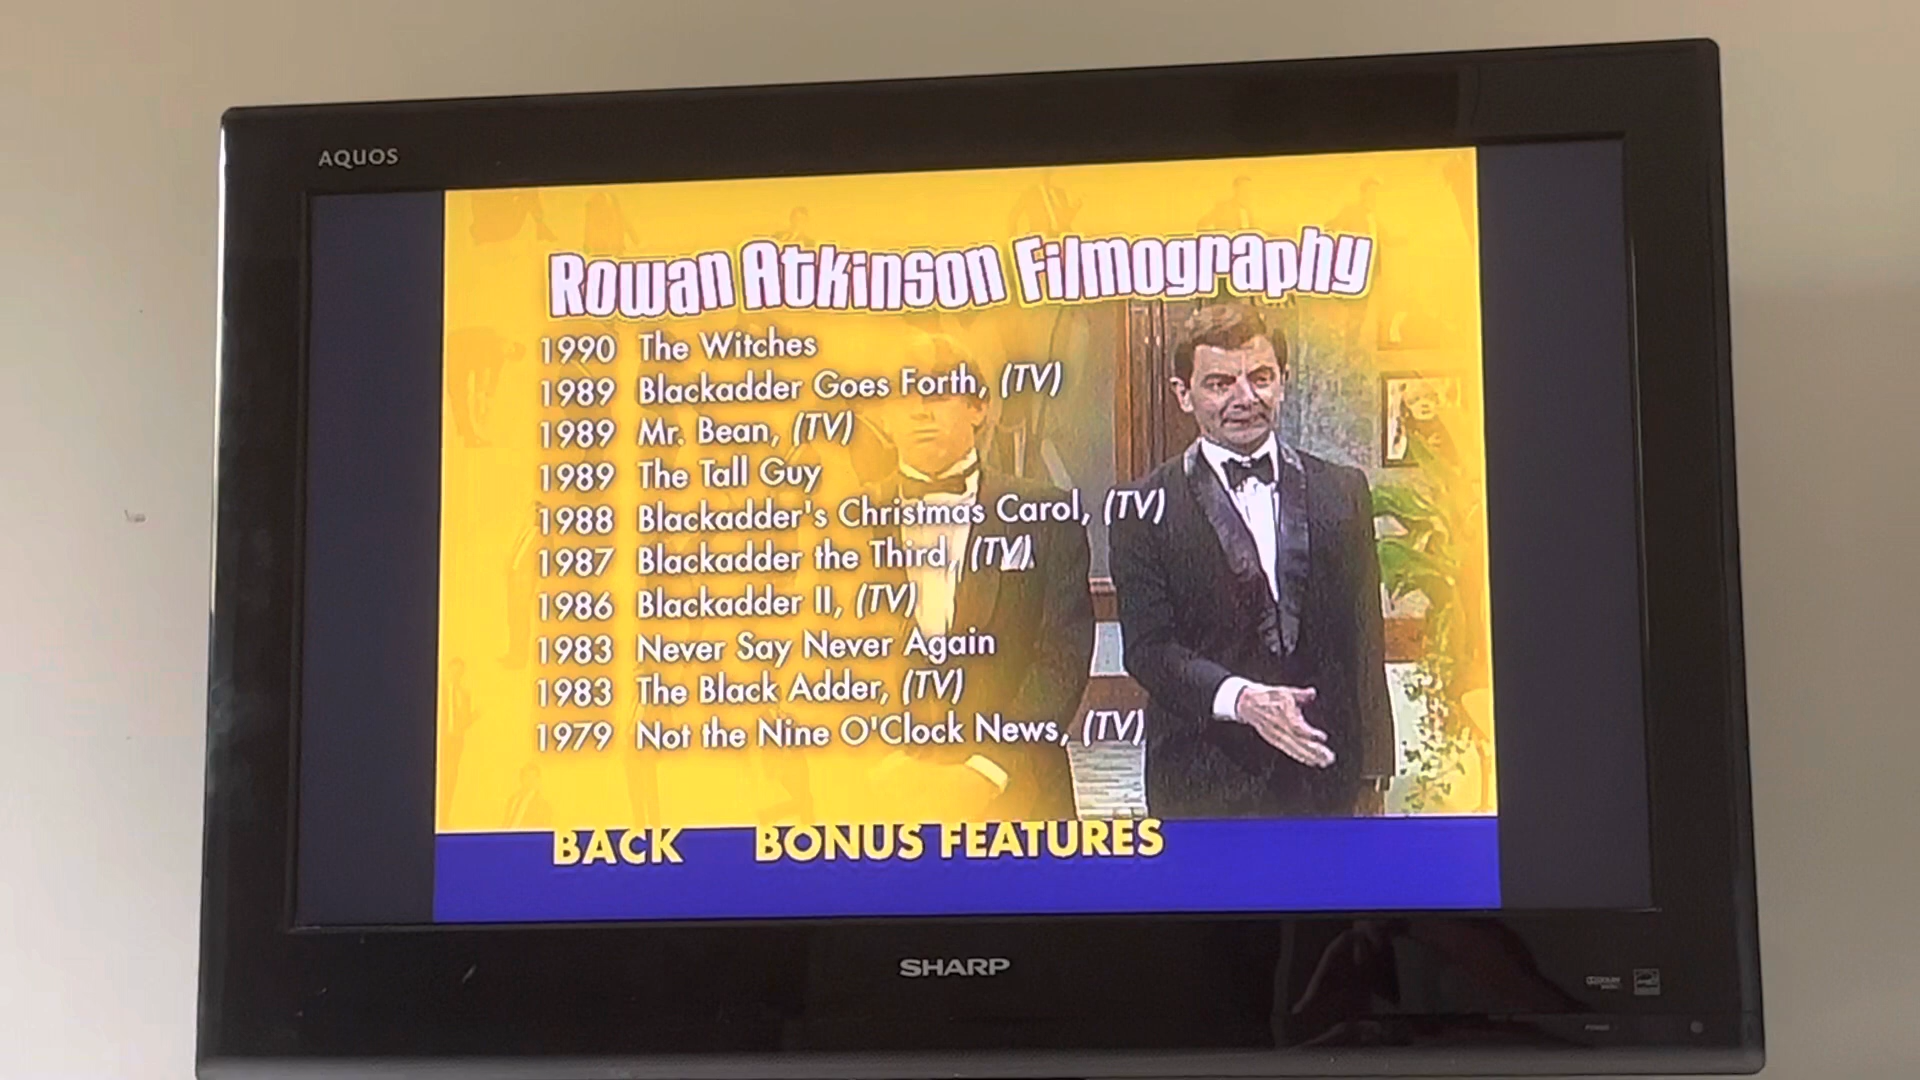 AQUOS
Rowan Atkinson Filmography
1990 The Witches
1989 Blackadder Goes Forth, (TV)
1989 Mr. Bean, (TV)
1989 The Tall Guy
1988 Blackadder's Christmas Carol, (TV)
1987 Blackadder the Third, (TV)
1986 Blackadder II, (TV)
1983 Never Say Never Again
1983 The Black Adder, (TV)
1979 Not the Nine O'Clock News, (TV)
BACK BONUS FEATURES
SHARP